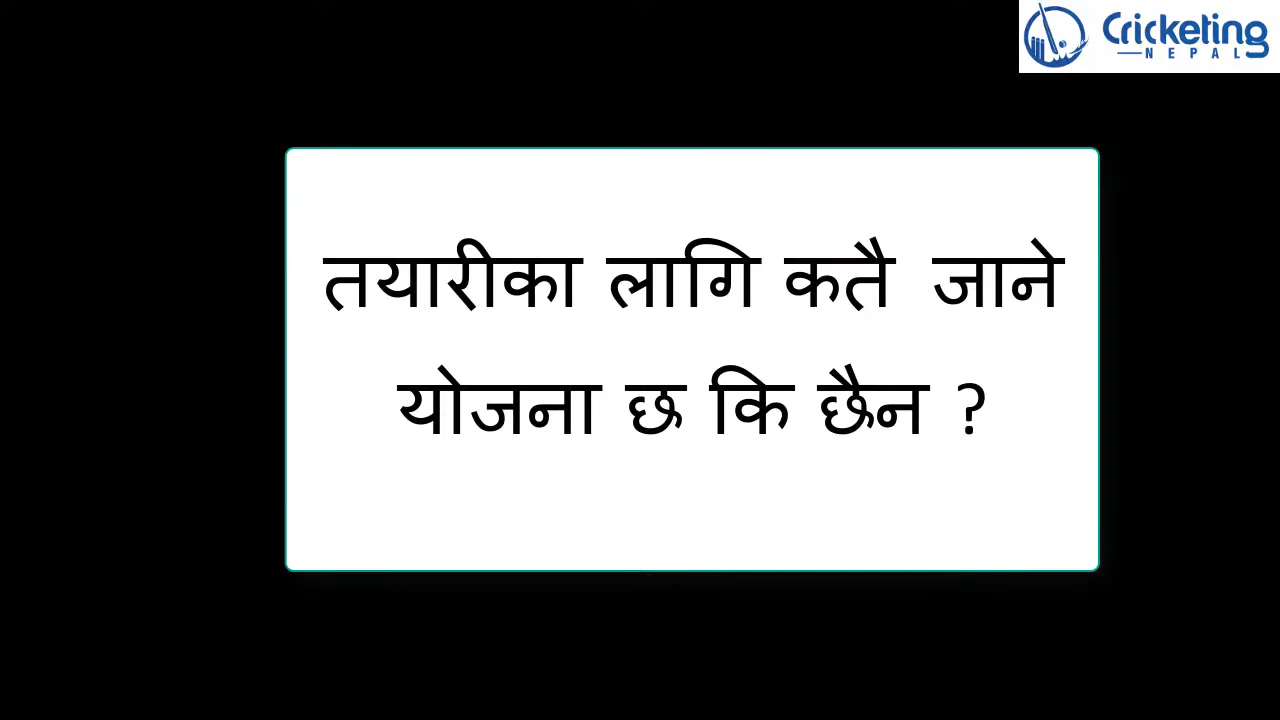 Cricketing
NEPAL
तयारीका लागि कतै जाने
योजना छ कि छैन ?